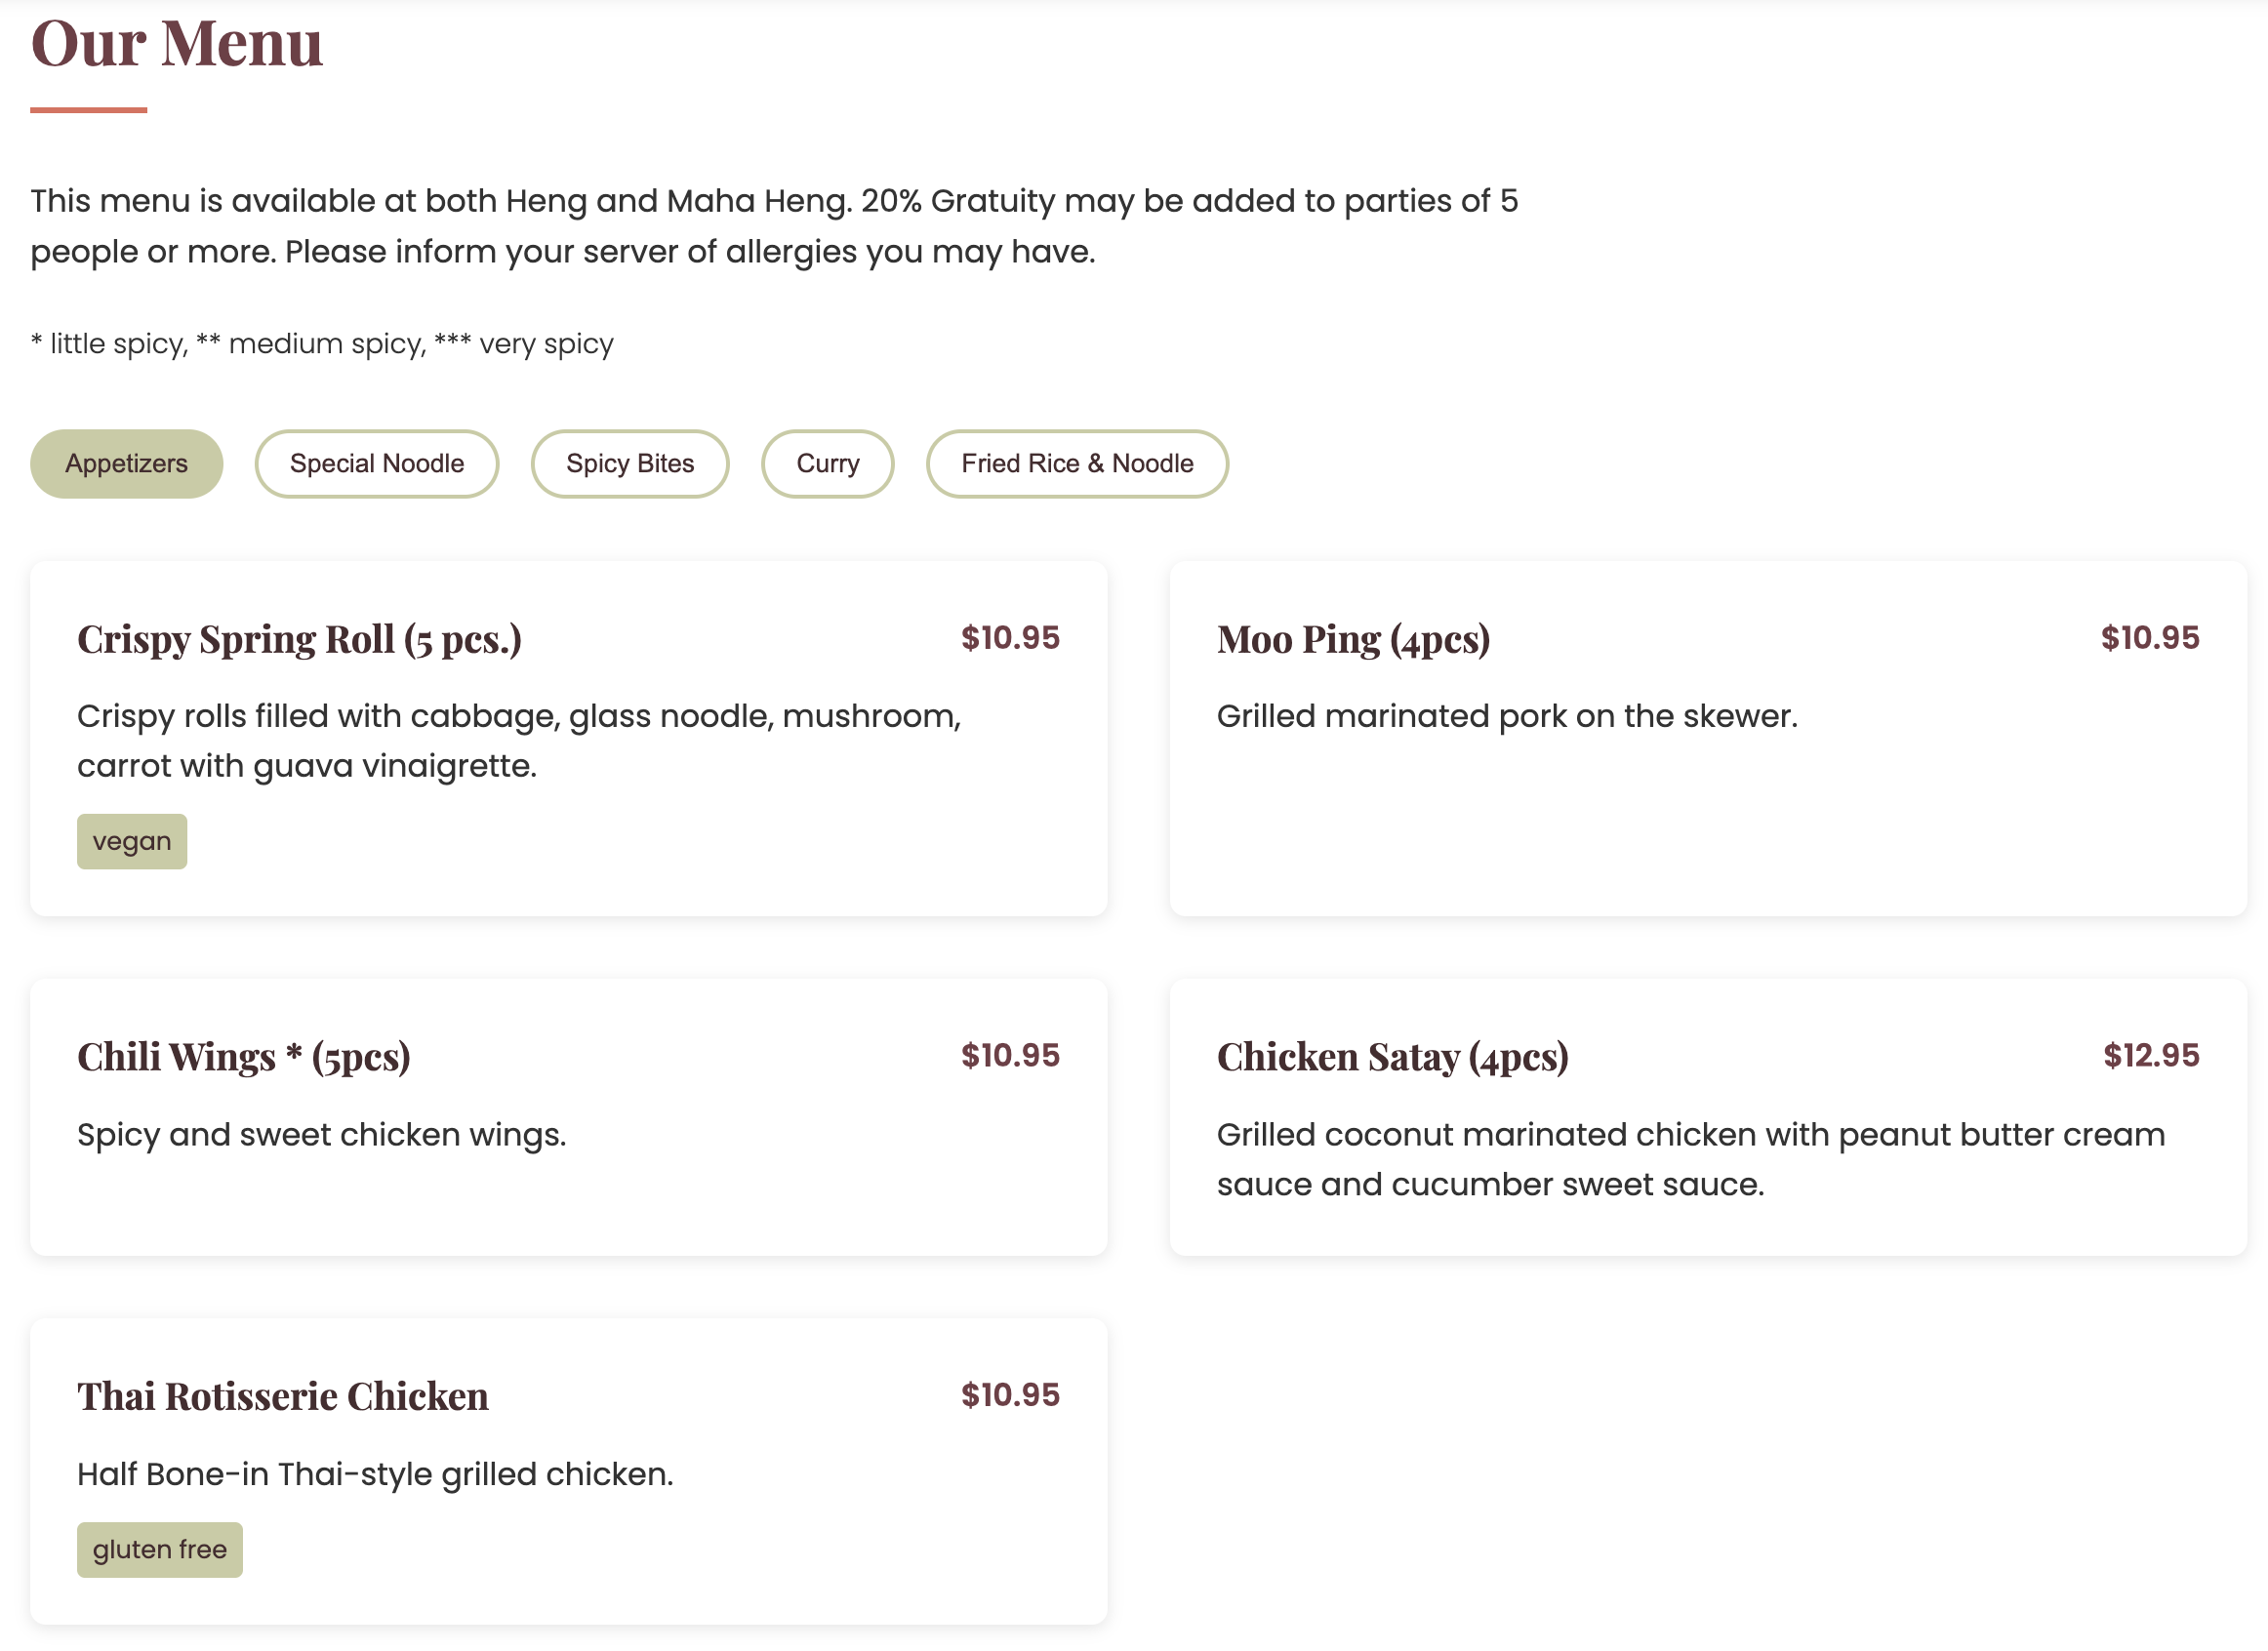 Our Menu
This menu is available at both Heng and Maha Heng. 20% Gratuity may be added to parties of 5
people or more. Please inform your server of allergies you may have.
* little spicy, ** medium spicy, *** very spicy
Appetizers
Special Noodle
Spicy Bites
Curry
Fried Rice & Noodle
Crispy Spring Roll (5 pcs.)
$10.95
Crispy rolls filled with cabbage, glass noodle, mushroom,
carrot with guava vinaigrette.
vegan
Moo Ping (4pcs)
$10.95
Grilled marinated pork on the skewer.
Chili Wings * (5pcs)
$10.95
Spicy and sweet chicken wings.
Chicken Satay (4pcs)
$12.95
Grilled coconut marinated chicken with peanut butter cream
sauce and cucumber sweet sauce.
Thai Rotisserie Chicken
$10.95
Half Bone-in Thai-style grilled chicken.
gluten free